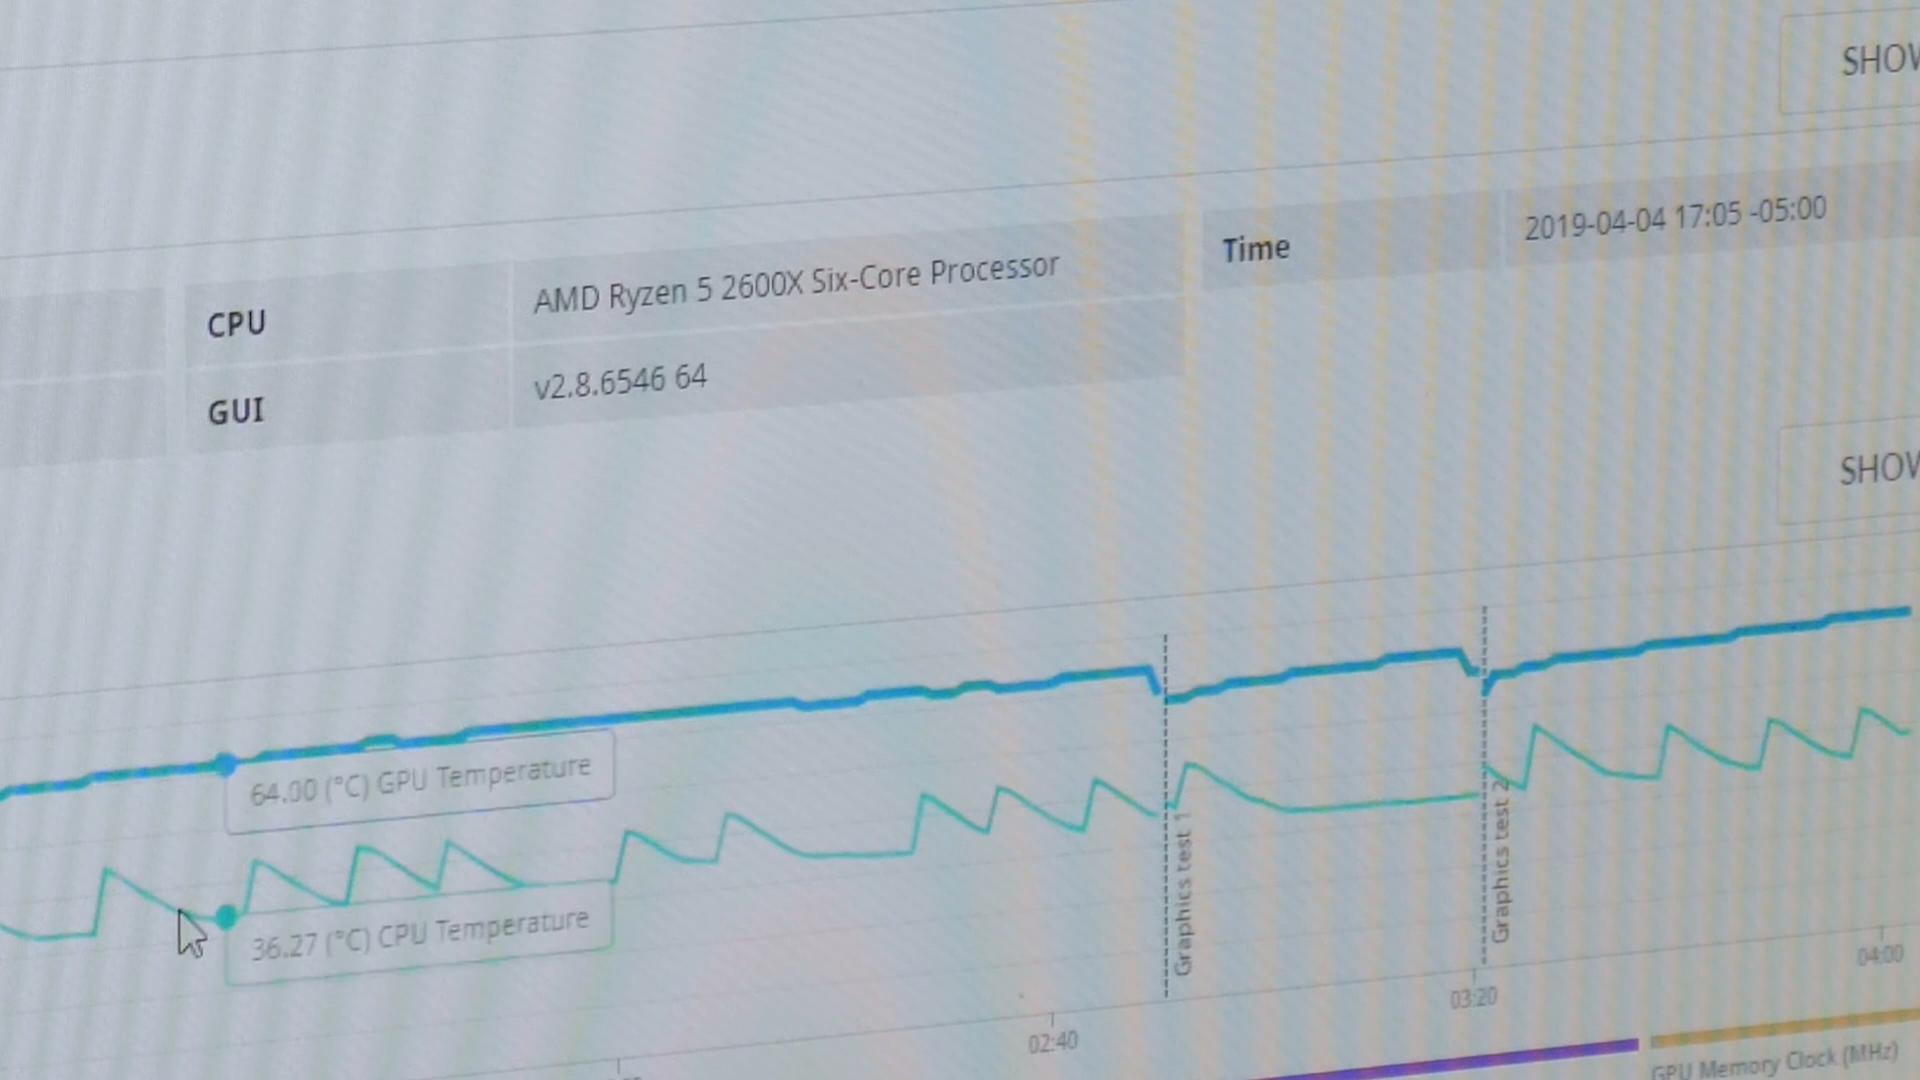 SHOW
Time
2019-04-04 17:05 -05:00
CPU
AMD Ryzen 5 2600X Six-Core Processor
GUI
v2.8.6546 64
SHOW
64.00 (°C) GPU Temperature
36.27 (°C) CPU Temperature
Graphics test 1
Graphics test 2
02:40
03:20
04:00
GPU Memory Clock (MHz)